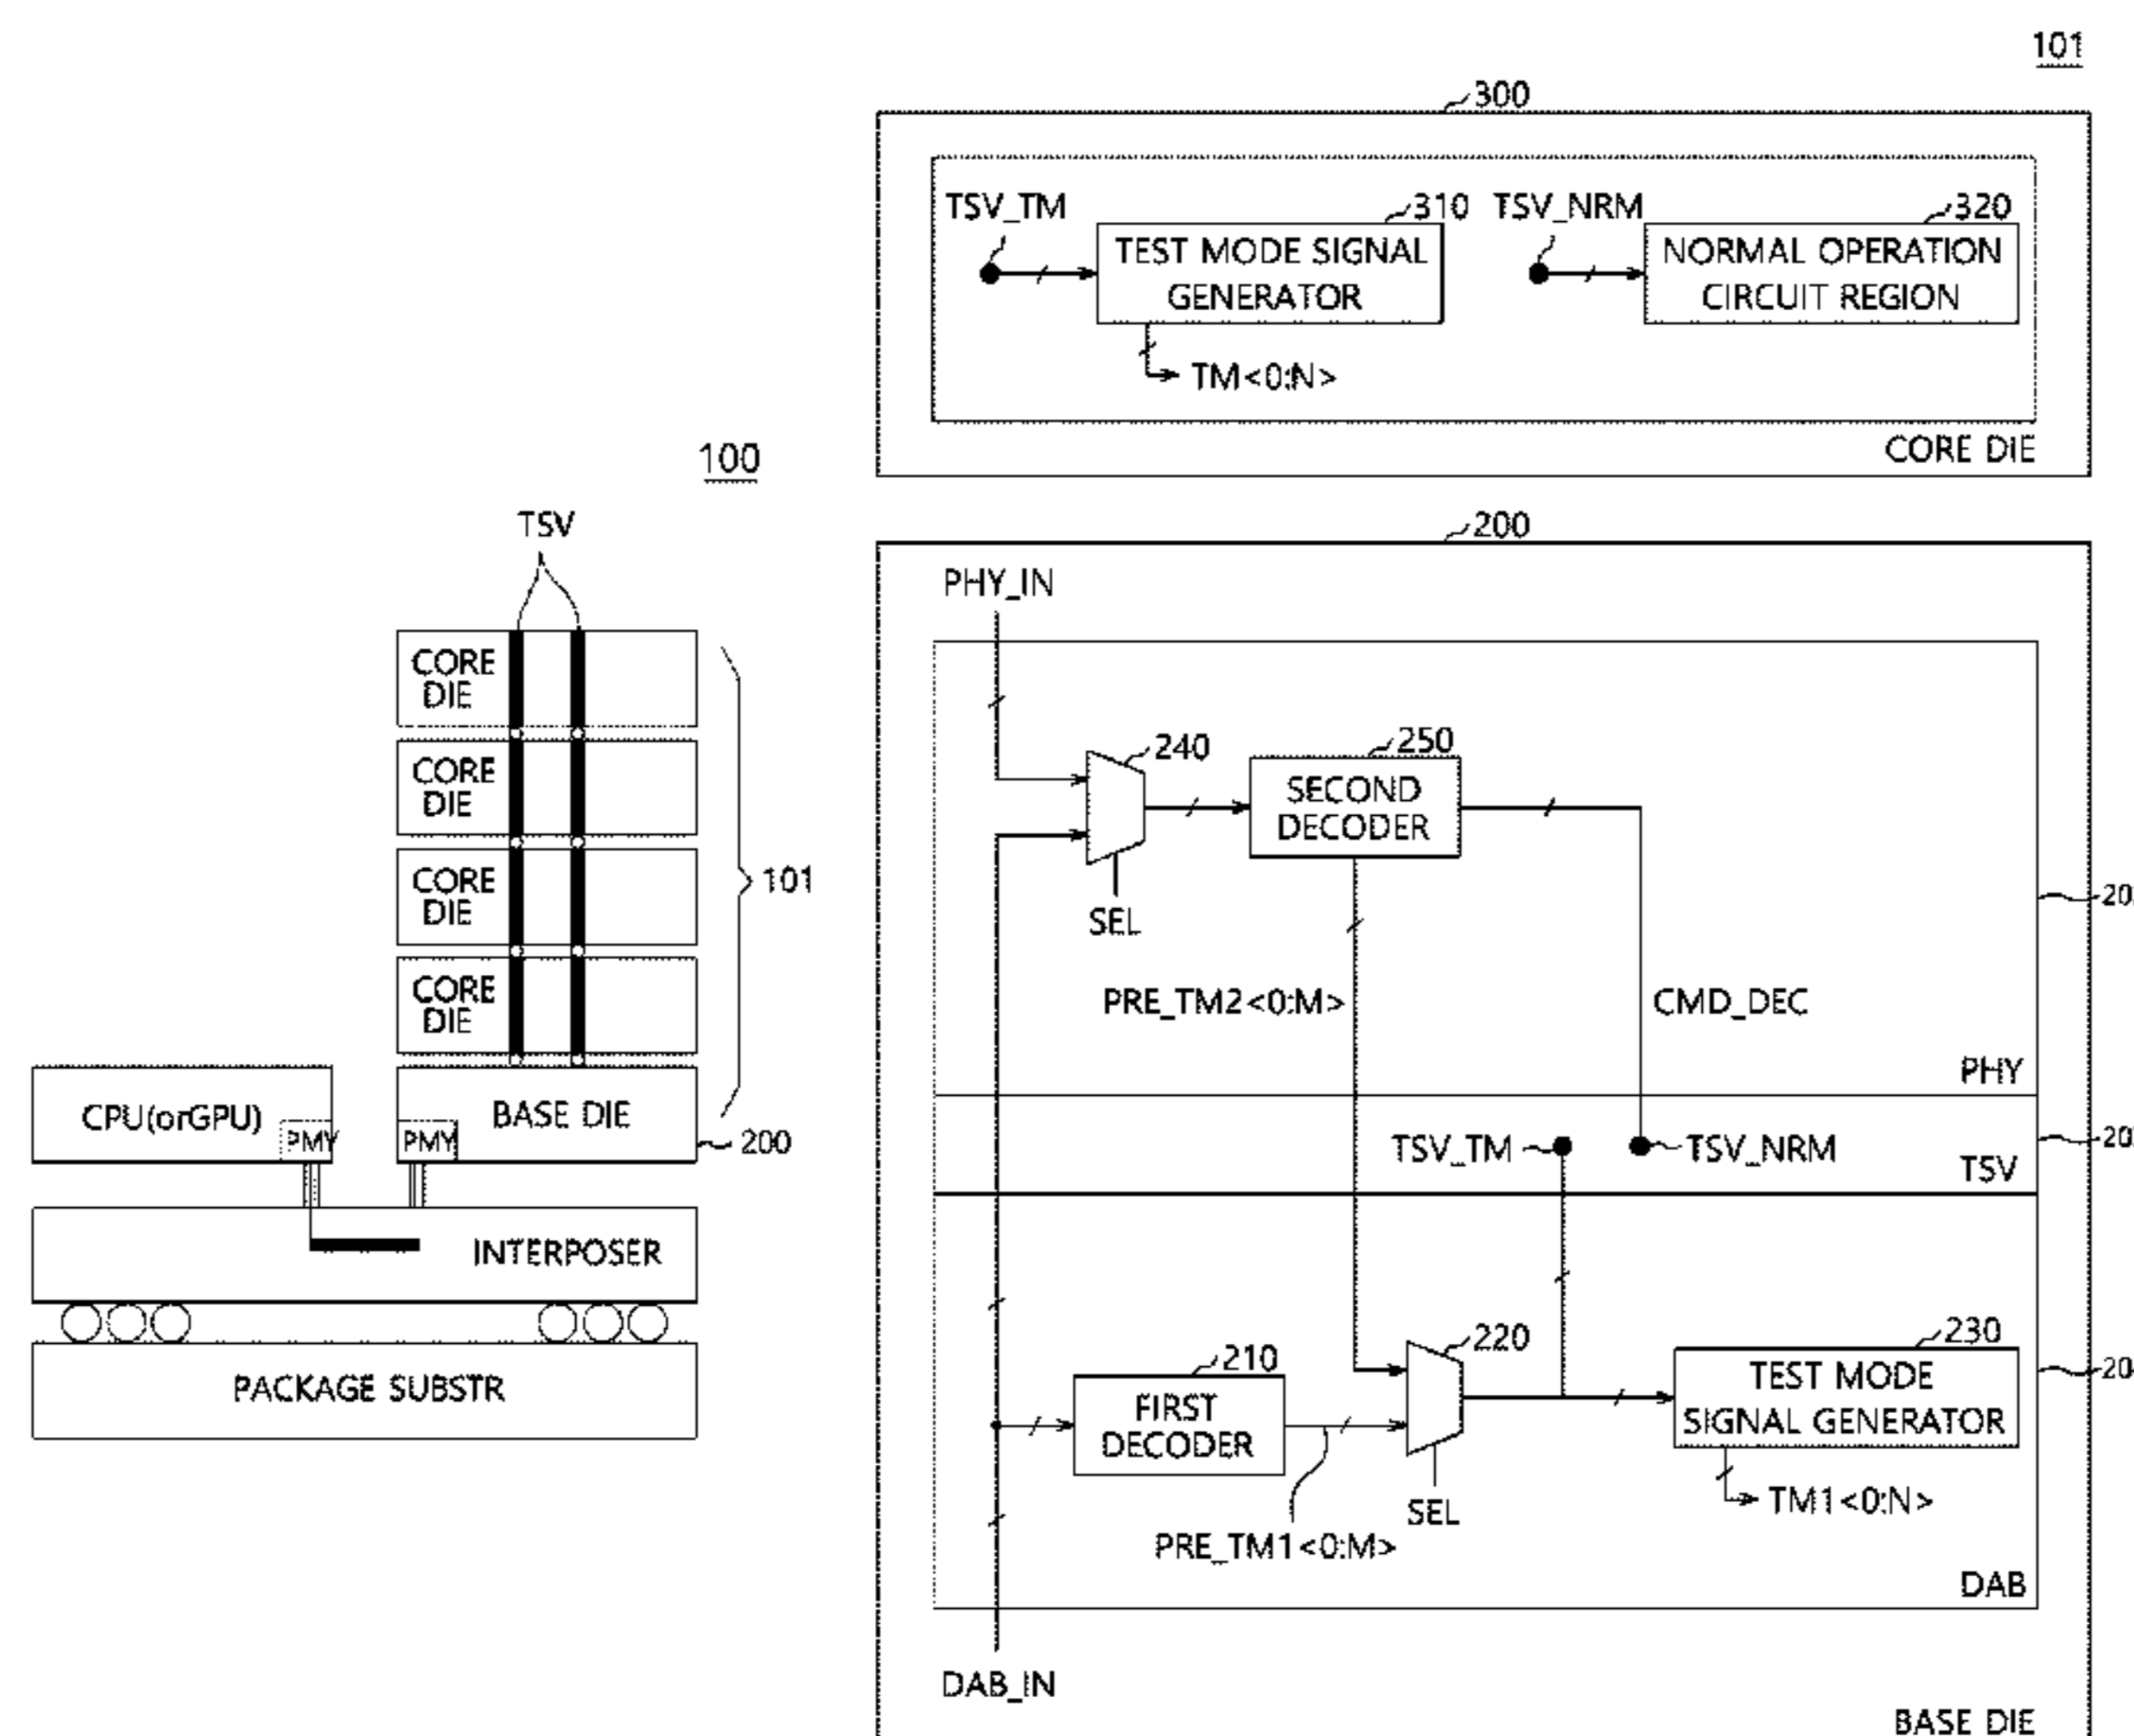 100
TSV
CORE
DIE
CORE
DIE
CORE
DIE
CORE
DIE
101
CPU(orGPU)
PMY
PMY
BASE DIE
200
INTERPOSER
PACKAGE SUBSTR
101
300
TSV_TM
310
TSV_NRM
320
TEST MODE SIGNAL
GENERATOR
NORMAL OPERATION
CIRCUIT REGION
TM<0:N>
CORE DIE
200
PHY_IN
240
250
SECOND
DECODER
SEL
PRE_TM2<0:M>
CMD_DEC
PHY
TSV_TM
TSV_NRM
TSV
210
220
230
FIRST
DECODER
TEST MODE
SIGNAL GENERATOR
SEL
PRE_TM1<0:M>
TM1<0:N>
DAB
DAB_IN
BASE DIE